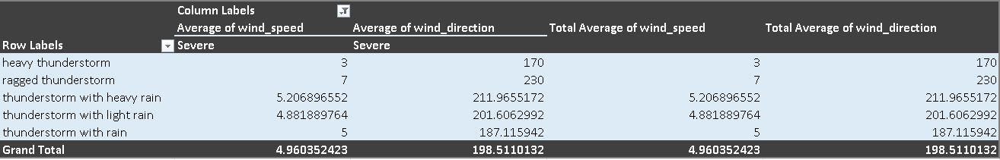 Column Labels
Average of wind_speed Average of wind_direction Total Average of wind_speed Total Average of wind_direction
Row Labels Severe Severe
heavy thunderstorm 3 170 3 170
ragged thunderstorm 7 230 7 230
thunderstorm with heavy rain 5.206896552 211.9655172 5.206896552 211.9655172
thunderstorm with light rain 4.881889764 201.6062992 4.881889764 201.6062992
thunderstorm with rain 5 187.115942 5 187.115942
Grand Total 4.960352423 198.5110132 4.960352423 198.5110132